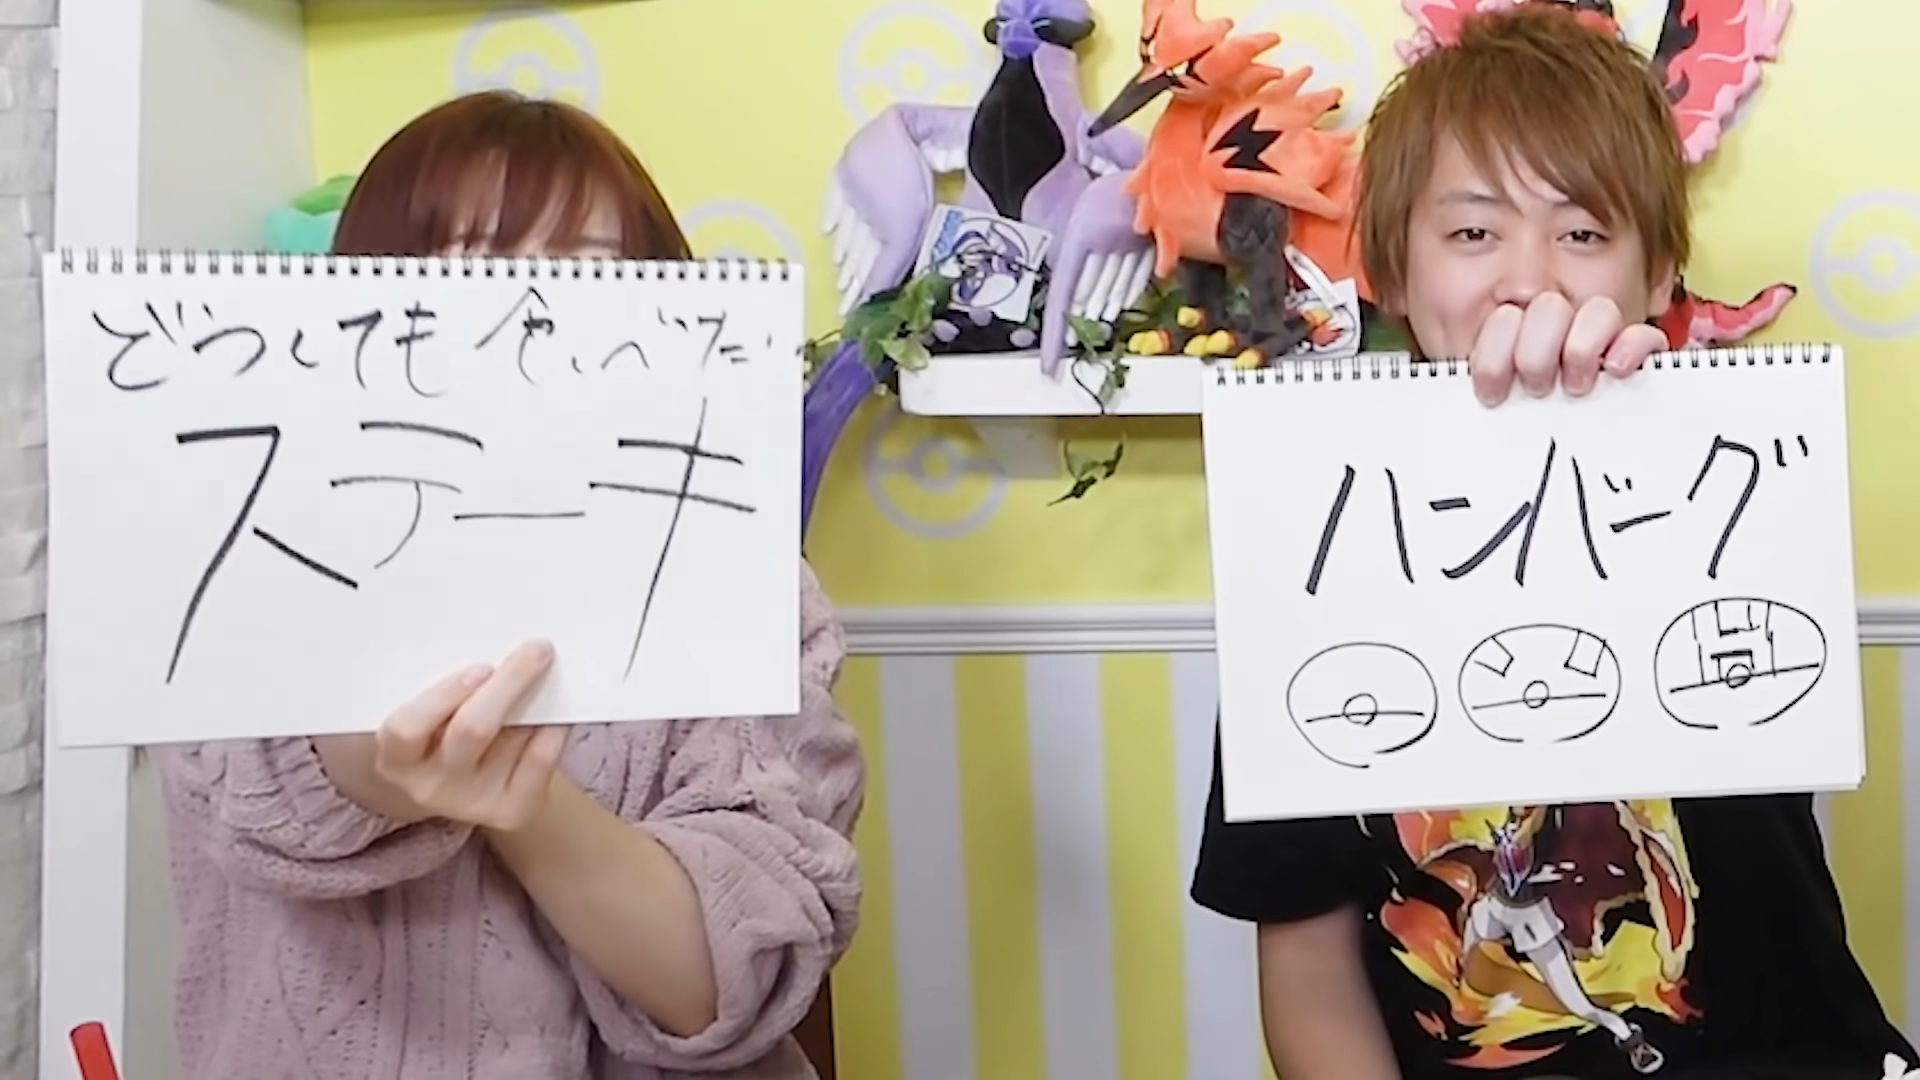 どうしても食べたい
ステーキ
ハンバーグ